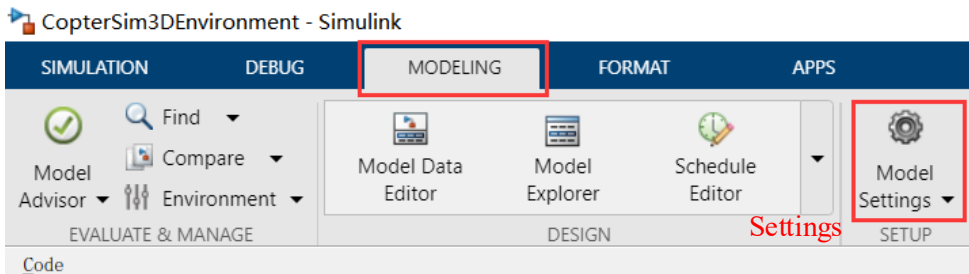 CopterSim3DEnvironment - Simulink
SIMULATION DEBUG MODELING FORMAT APPS
Model Advisor
Find
Compare
Environment
Model Data Editor
Model Explorer
Schedule Editor
Model Settings
Settings
EVALUATE & MANAGE DESIGN SETUP
Code